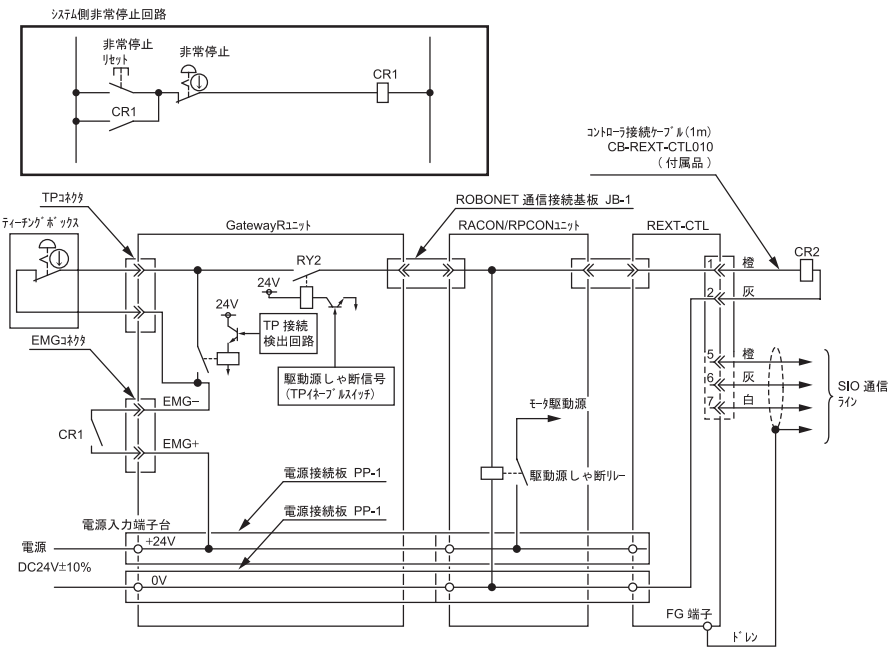 システム側非常停止回路
非常停止
リセット
非常停止
CR1
CR1
コントローラ接続ケーブル(1m)
CB-REXT-CTL010
(付属品)
TPコネクタ
ROBONET 通信接続基板 JB-1
ティーチングボックス
GatewayRユニット
RACON/RPCONユニット
REXT-CTL
RY2
CR2
1
橙
2
灰
24V
24V
TP 接続
検出回路
EMGコネクタ
駆動源しゃ断信号
(TPイネーブルスイッチ)
5
橙
6
灰
7
白
SIO 通信
ライン
EMG−
CR1
EMG+
モータ駆動源
駆動源しゃ断リレー
電源接続板 PP-1
電源接続板 PP-1
電源入力端子台
+24V
電源
DC24V±10%
0V
FG 端子
ドレン